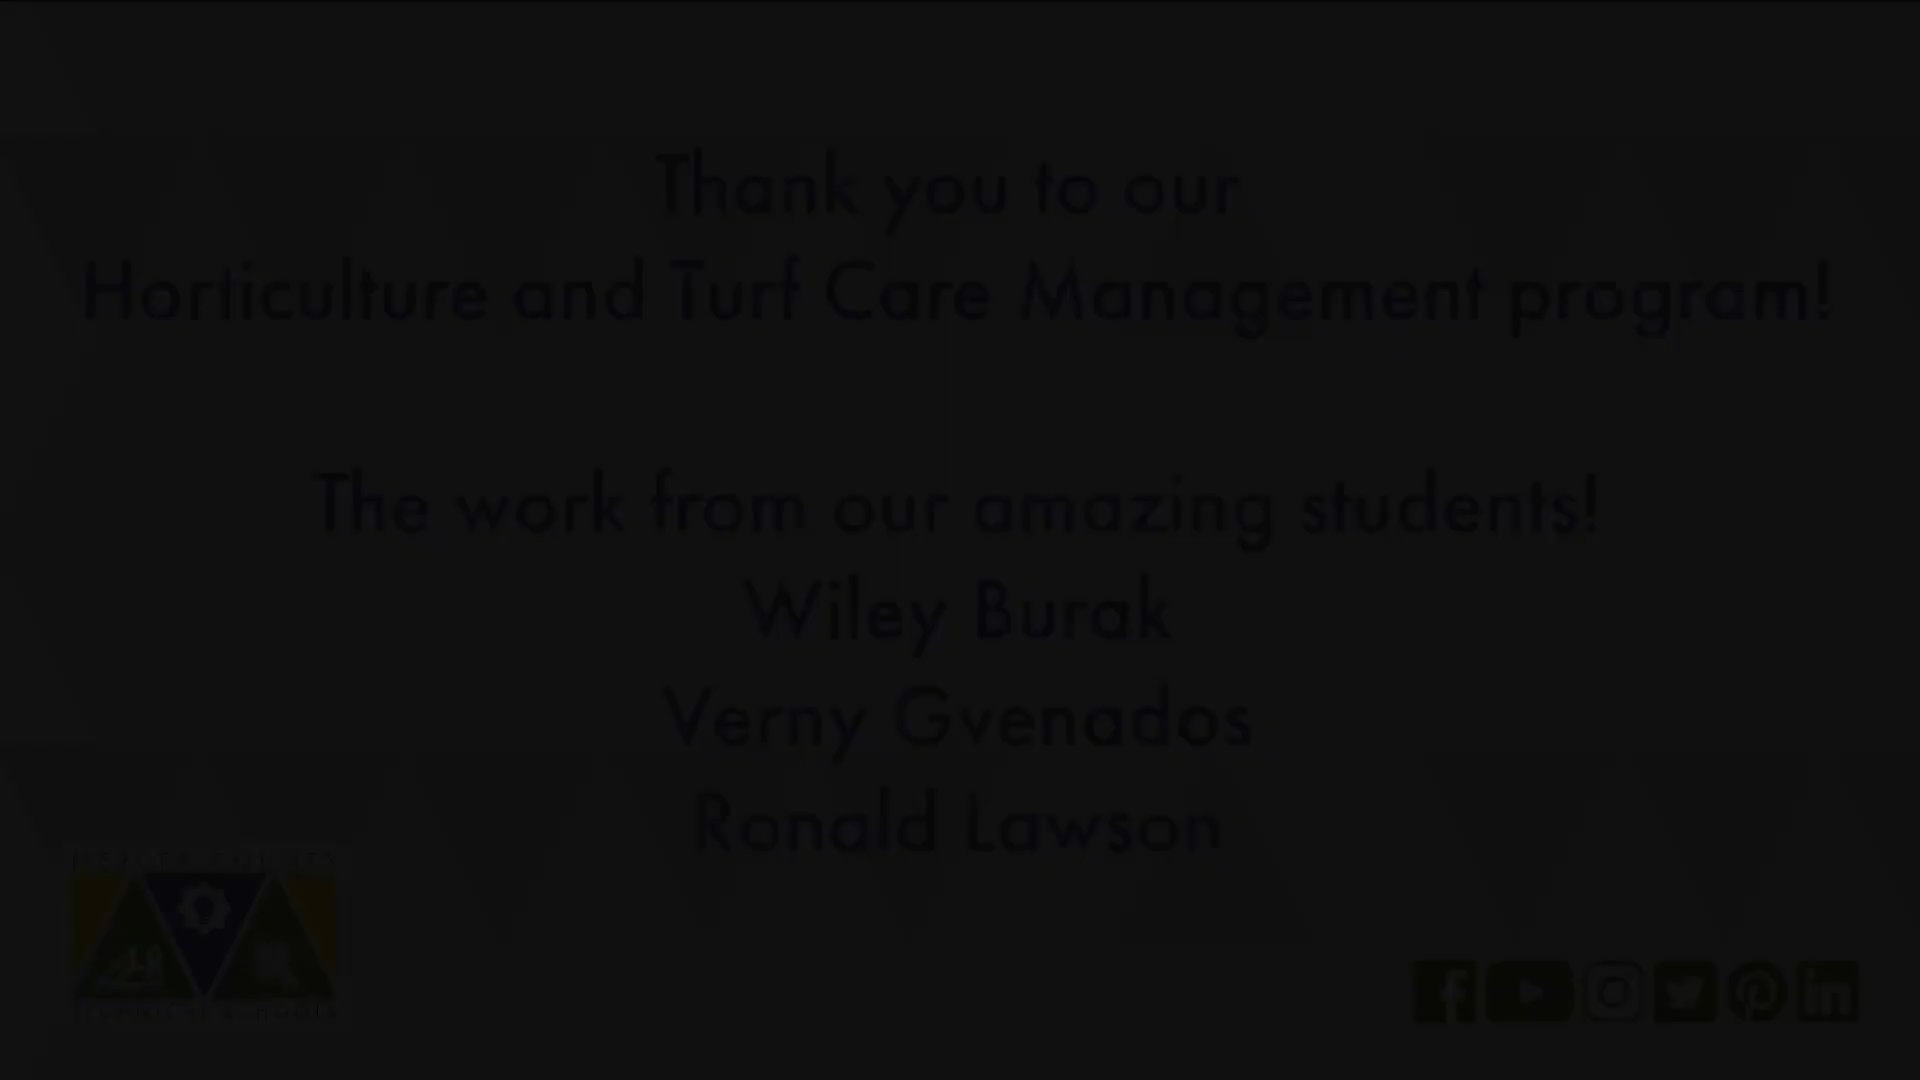 Thank you to our
Horticulture and Turf Care Management program!
The work from our amazing students!
Wiley Burak
Verny Gvenados
Ronald Lawson